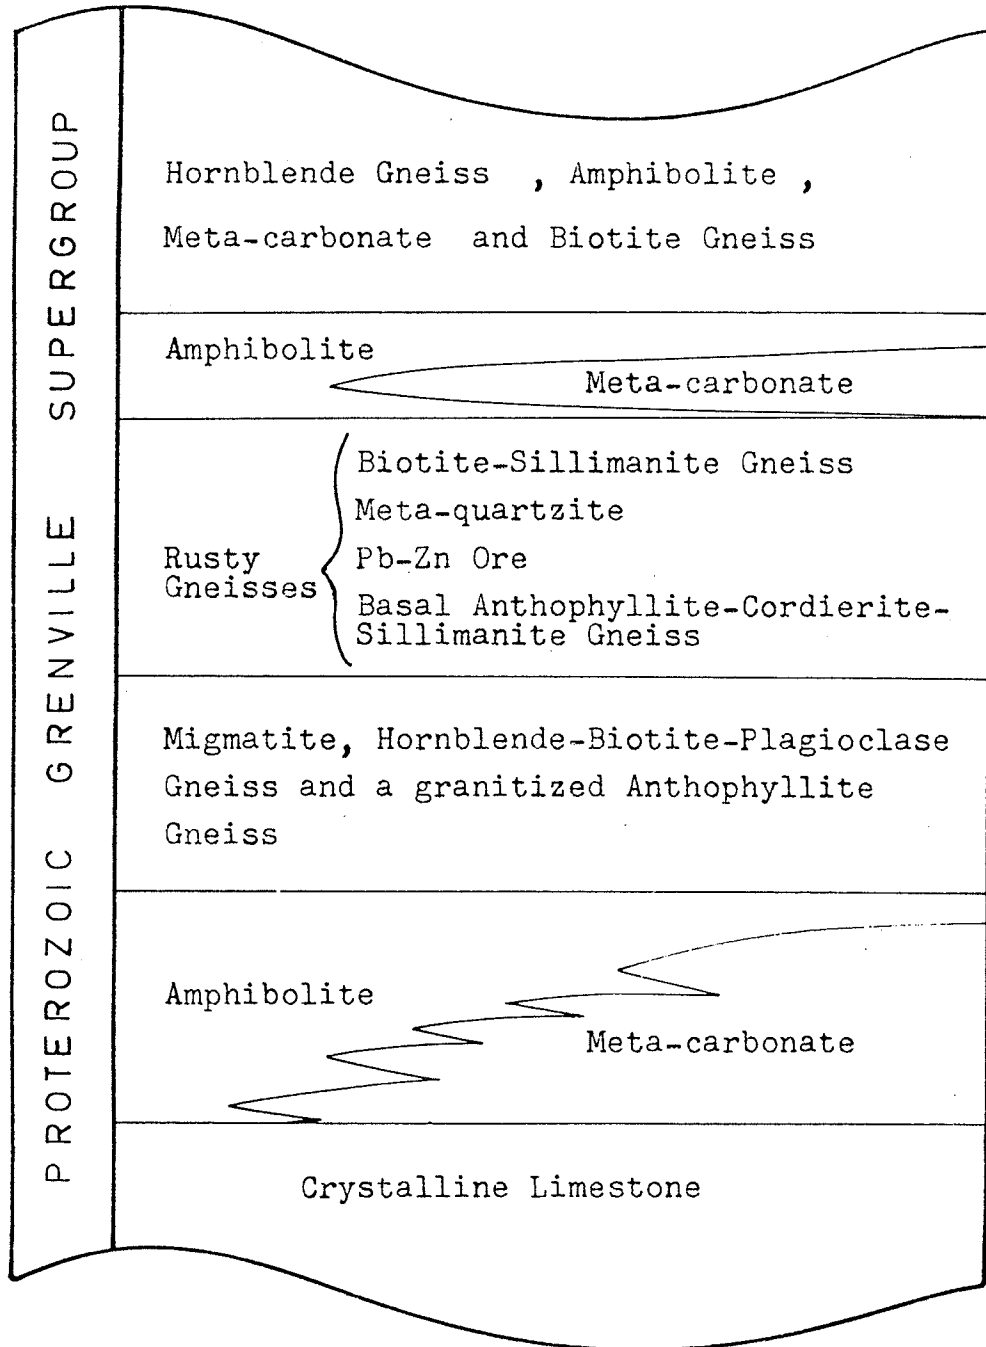 PROTEROZOIC GRENVILLE SUPERGROUP
Hornblende Gneiss , Amphibolite ,
Meta-carbonate and Biotite Gneiss
Amphibolite
Meta-carbonate
Rusty
Gneisses
Biotite-Sillimanite Gneiss
Meta-quartzite
Pb-Zn Ore
Basal Anthophyllite-Cordierite-
Sillimanite Gneiss
Migmatite, Hornblende-Biotite-Plagioclase
Gneiss and a granitized Anthophyllite
Gneiss
Amphibolite
Meta-carbonate
Crystalline Limestone